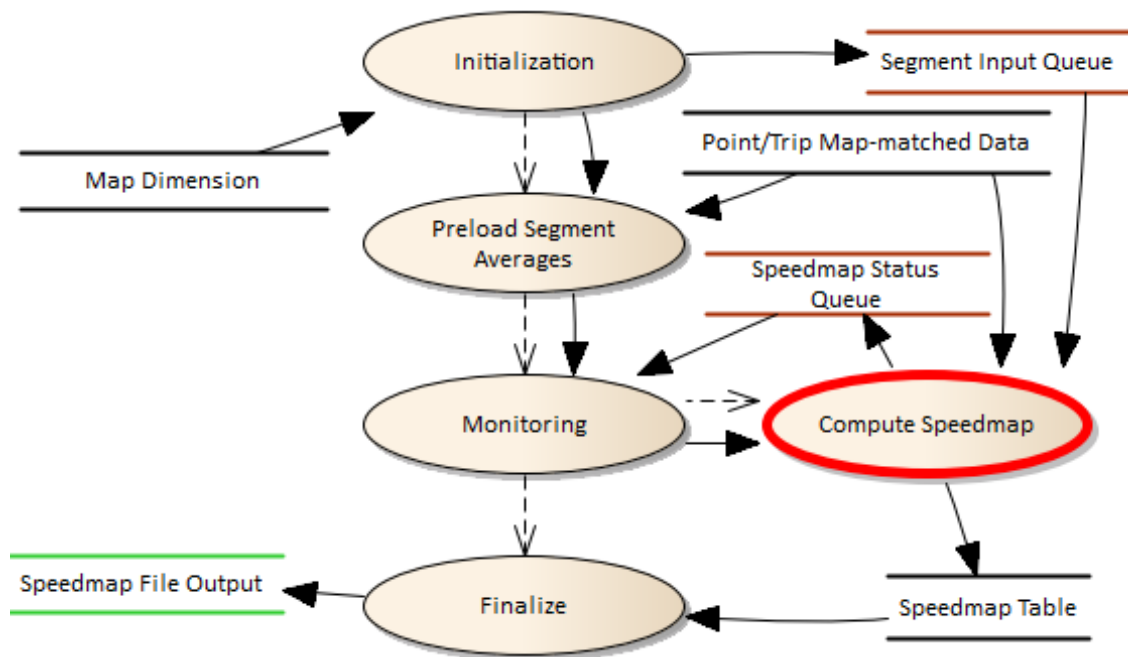 Initialization
Segment Input Queue
Point/Trip Map-matched Data
Map Dimension
Preload Segment
Averages
Speedmap Status
Queue
Monitoring
Compute Speedmap
Speedmap File Output
Finalize
Speedmap Table